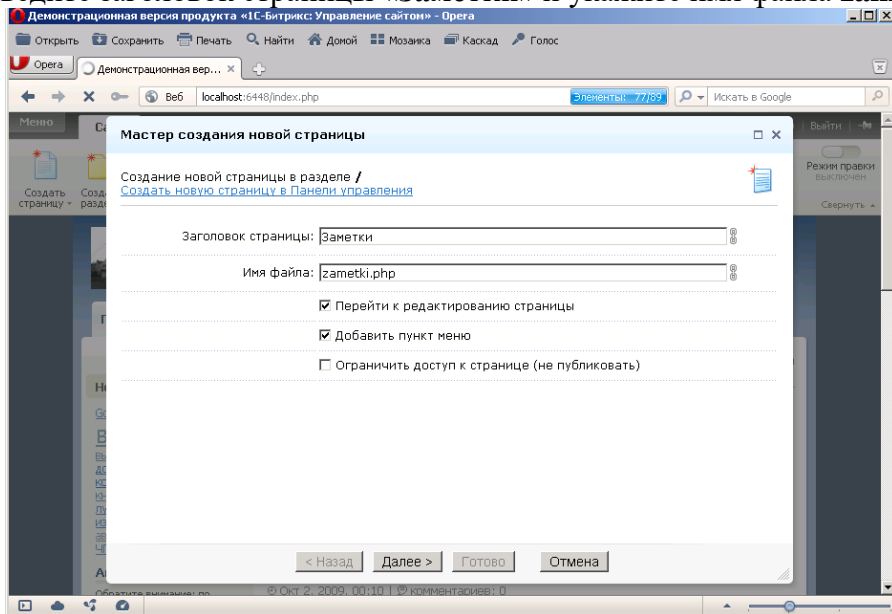 Демонстрационная версия продукта «1С-Битрикс: Управление сайтом» - Opera
Открыть Сохранить Печать Найти Домой Мозаика Каскад Голос
Opera Демонстрационная вер...
Веб localhost:6448/index.php Элементы: 77/89 Искать в Google
Меню Выйти
Мастер создания новой страницы
Режим правки
выключен
Создать
страницу
Свернуть
Создание новой страницы в разделе /
Создать новую страницу в Панели управления
Заголовок страницы: Заметки
Имя файла: zametki.php
Перейти к редактированию страницы
Добавить пункт меню
Ограничить доступ к странице (не публиковать)
< Назад Далее > Готово Отмена
Обратите внимание: по
Окт 2, 2009, 00:10 | комментариев: 0